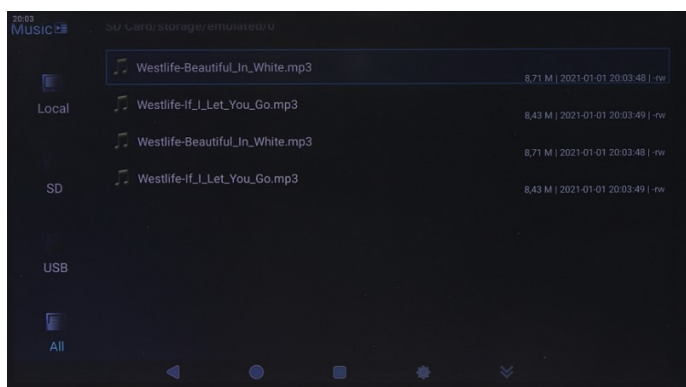 20:03
Music
SD Card/storage/emulated/0
Westlife-Beautiful_In_White.mp3
8,71 M | 2021-01-01 20:03:48 | -rw
Local
Westlife-If_I_Let_You_Go.mp3
8,43 M | 2021-01-01 20:03:49 | -rw
Westlife-Beautiful_In_White.mp3
8,71 M | 2021-01-01 20:03:48 | -rw
SD
Westlife-If_I_Let_You_Go.mp3
8,43 M | 2021-01-01 20:03:49 | -rw
USB
All